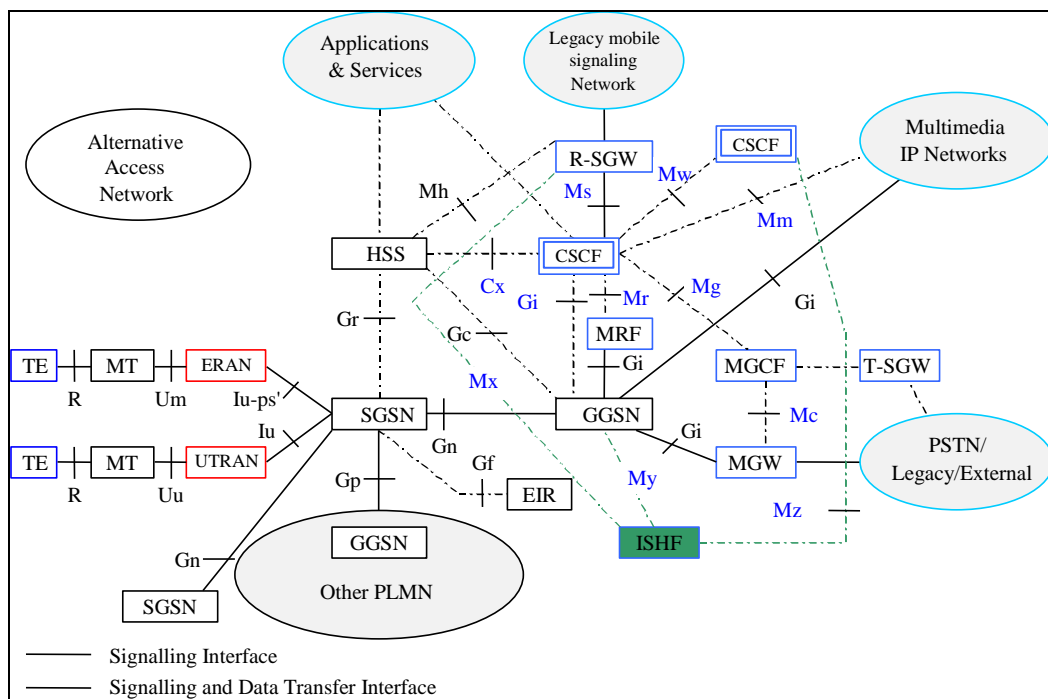 Applications
& Services
Legacy mobile
signaling
Network
Alternative
Access
Network
R-SGW
CSCF
Multimedia
IP Networks
Mh
Ms
Mw
Mm
HSS
CSCF
Cx
Gi
Mr
Mg
Gi
Gr
Gc
MRF
TE
MT
ERAN
Gi
MGCF
T-SGW
R
Um
Iu-ps'
Mx
SGSN
GGSN
Mc
Iu
Gn
Gi
TE
MT
UTRAN
MGW
PSTN/
Legacy/External
R
Uu
Gp
Gf
EIR
My
Mz
GGSN
ISHF
Gn
Other PLMN
SGSN
Signalling Interface
Signalling and Data Transfer Interface